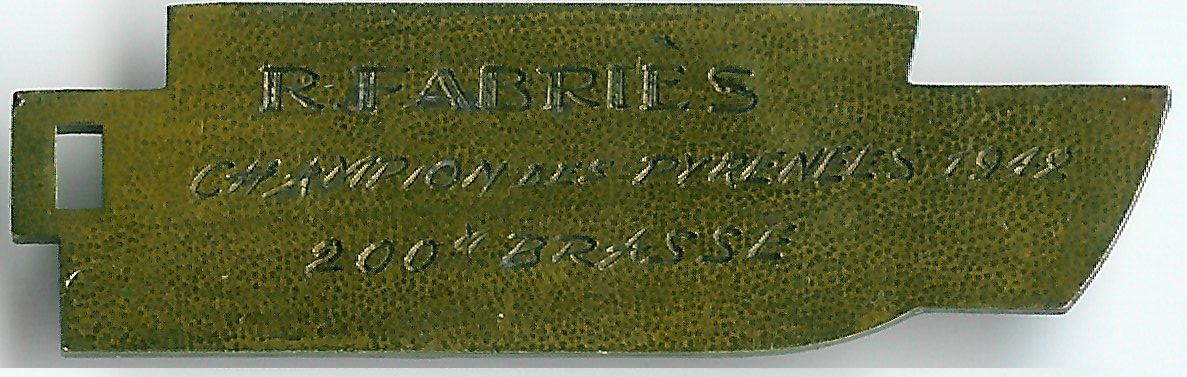 R.FABRIÈS
CHAMPION DES PYRENEES 1942
200M BRASSE